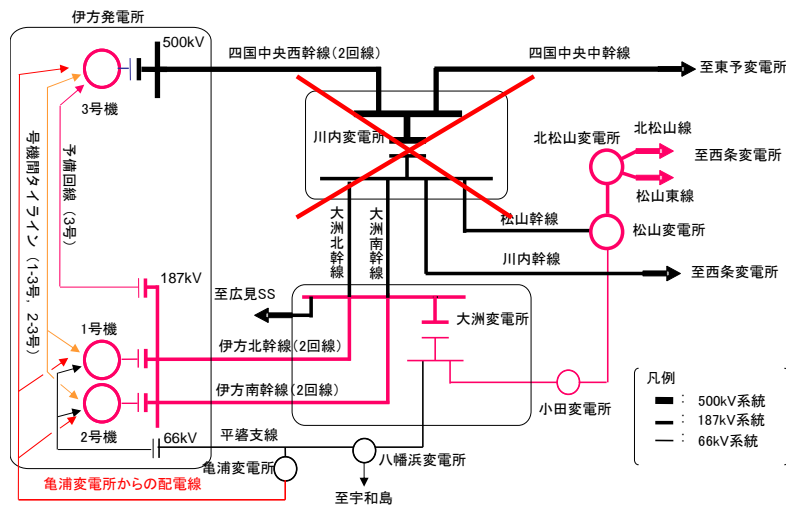 伊方発電所
500kV
四国中央西幹線(2回線)
四国中央中幹線
至東予変電所
3号機
川内変電所
北松山線
北松山変電所
至西条変電所
松山東線
予備回線(3号)
号機間タイライン(1-3号, 2-3号)
大洲北幹線
大洲南幹線
松山幹線
松山変電所
川内幹線
至西条変電所
187kV
至広見SS
大洲変電所
1号機
伊方北幹線(2回線)
伊方南幹線(2回線)
2号機
小田変電所
66kV
平碆支線
亀浦変電所
八幡浜変電所
亀浦変電所からの配電線
至宇和島
凡例
: 500kV系統
: 187kV系統
: 66kV系統